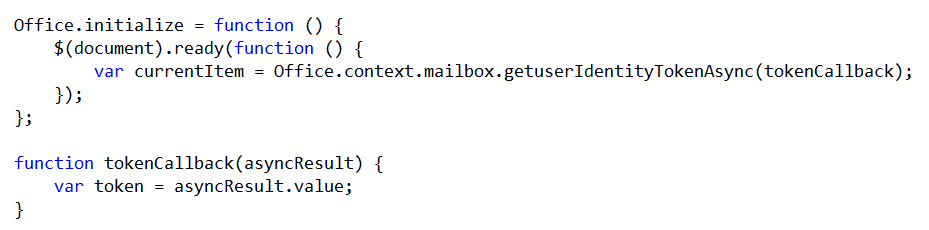 Office.initialize = function () {
    $(document).ready(function () {
        var currentItem = Office.context.mailbox.getuserIdentityTokenAsync(tokenCallback);
    });
};

function tokenCallback(asyncResult) {
    var token = asyncResult.value;
}